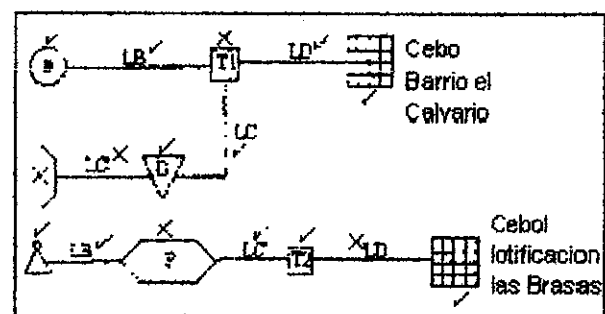 LB T1 LD Cebo
Barrio el
Calvario
LC
LC
LB LC T2 LD Cebol
lotificacion
las Brasas